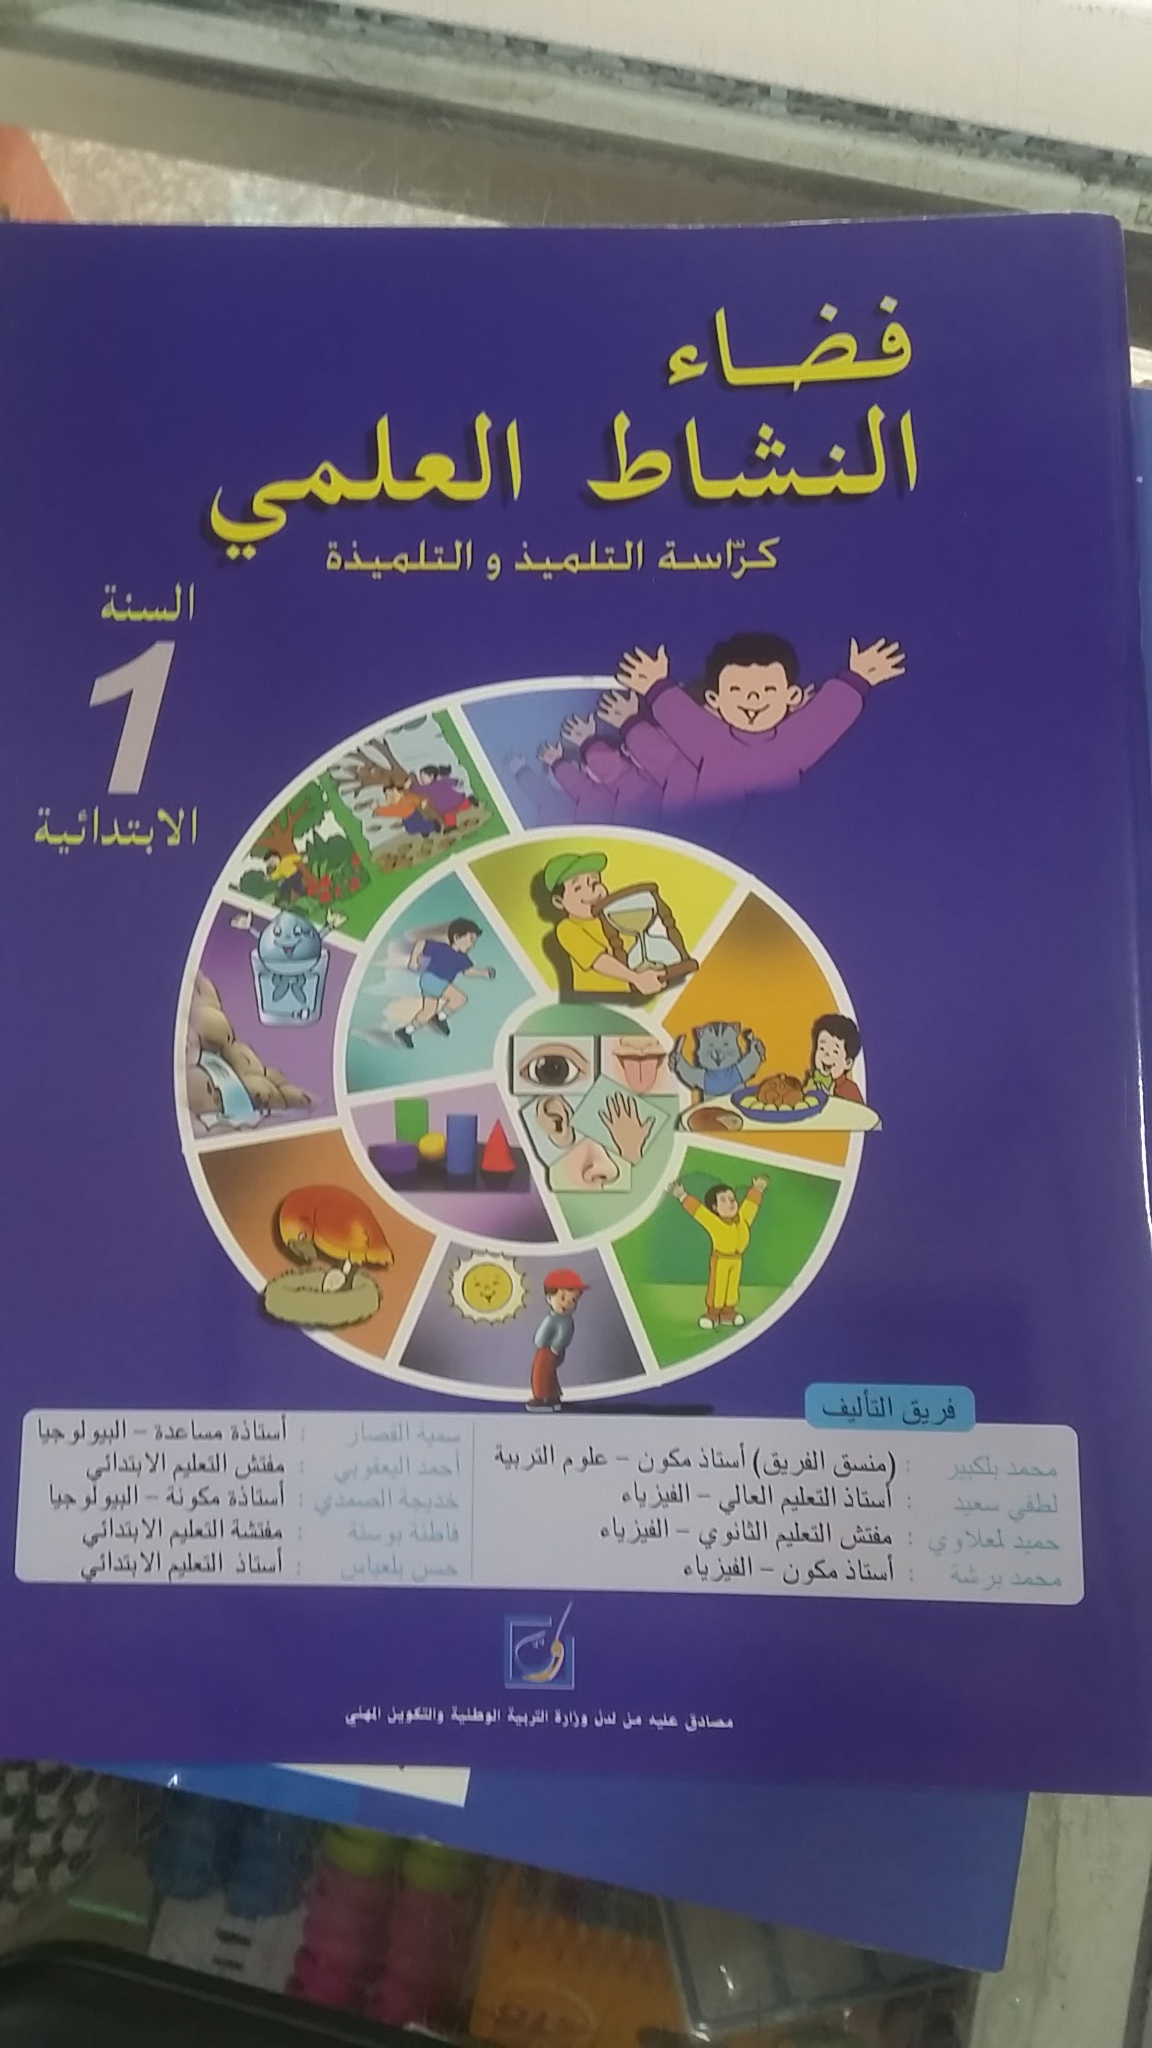 فضاء
النشاط العلمي
كرّاسة التلميذ و التلميذة
السنة
1
الابتدائية
فريق التأليف
محمد بلكبير : (منسق الفريق) أستاذ مكون – علوم التربية
لطفي سعيد : أستاذ التعليم العالي – الفيزياء
حميد لعلاوي : مفتش التعليم الثانوي – الفيزياء
محمد برشة : أستاذ مكون – الفيزياء
سمية القصار : أستاذة مساعدة – البيولوجيا
أحمد اليعقوبي : مفتش التعليم الابتدائي
خديجة الصمدي : أستاذة مكونة – البيولوجيا
فاطنة بوسنة : مفتشة التعليم الابتدائي
حسن بلعباس : أستاذ التعليم الابتدائي
مصادق عليه من لدن وزارة التربية الوطنية والتكوين المهني